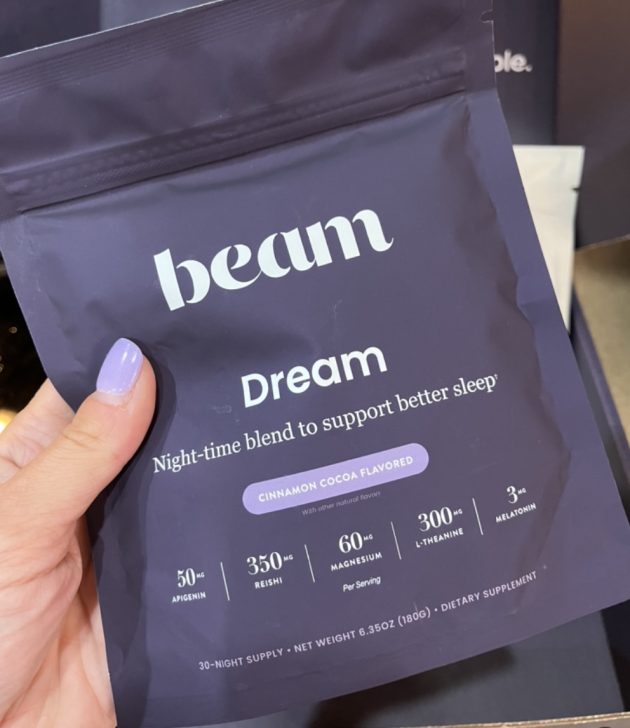 ple.
beam
Dream
Night-time blend to support better sleep†
CINNAMON COCOA FLAVORED
With other natural flavors
50MG APIGENIN
350MG REISHI
60MG MAGNESIUM
300MG L-THEANINE
3MG MELATONIN
Per Serving
30-NIGHT SUPPLY • NET WEIGHT 6.35OZ (180G) • DIETARY SUPPLEMENT